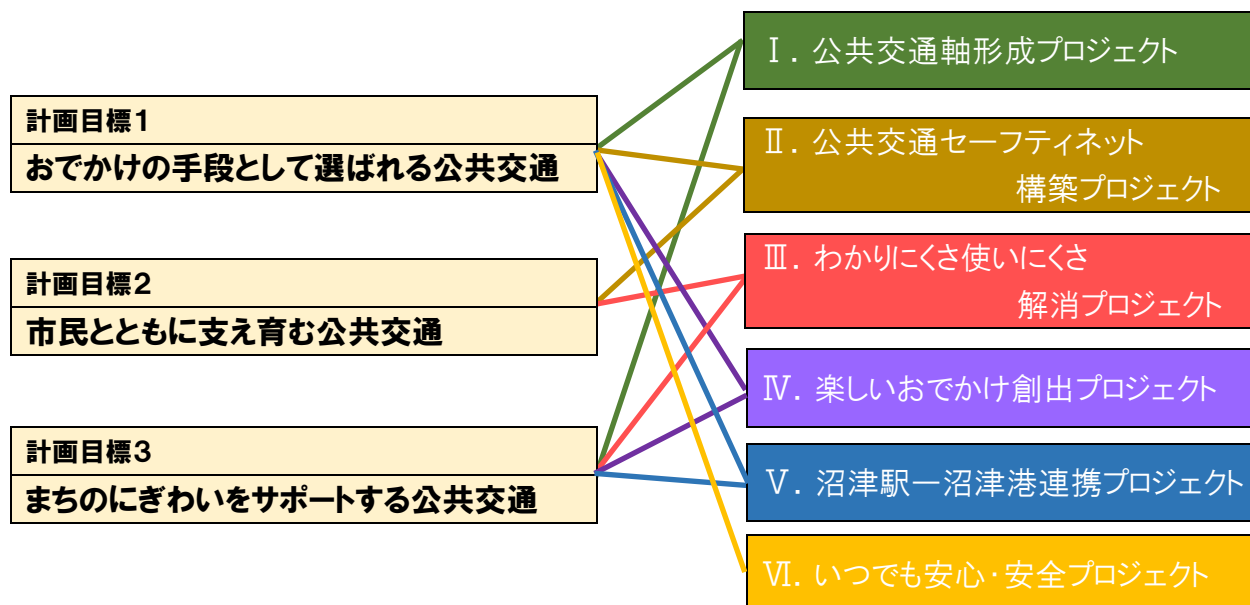 計画目標1
おでかけの手段として選ばれる公共交通
計画目標2
市民とともに支え育む公共交通
計画目標3
まちのにぎわいをサポートする公共交通
Ⅰ．公共交通軸形成プロジェクト
Ⅱ．公共交通セーフティネット
構築プロジェクト
Ⅲ．わかりにくさ使いにくさ
解消プロジェクト
Ⅳ．楽しいおでかけ創出プロジェクト
Ⅴ．沼津駅－沼津港連携プロジェクト
Ⅵ．いつでも安心・安全プロジェクト